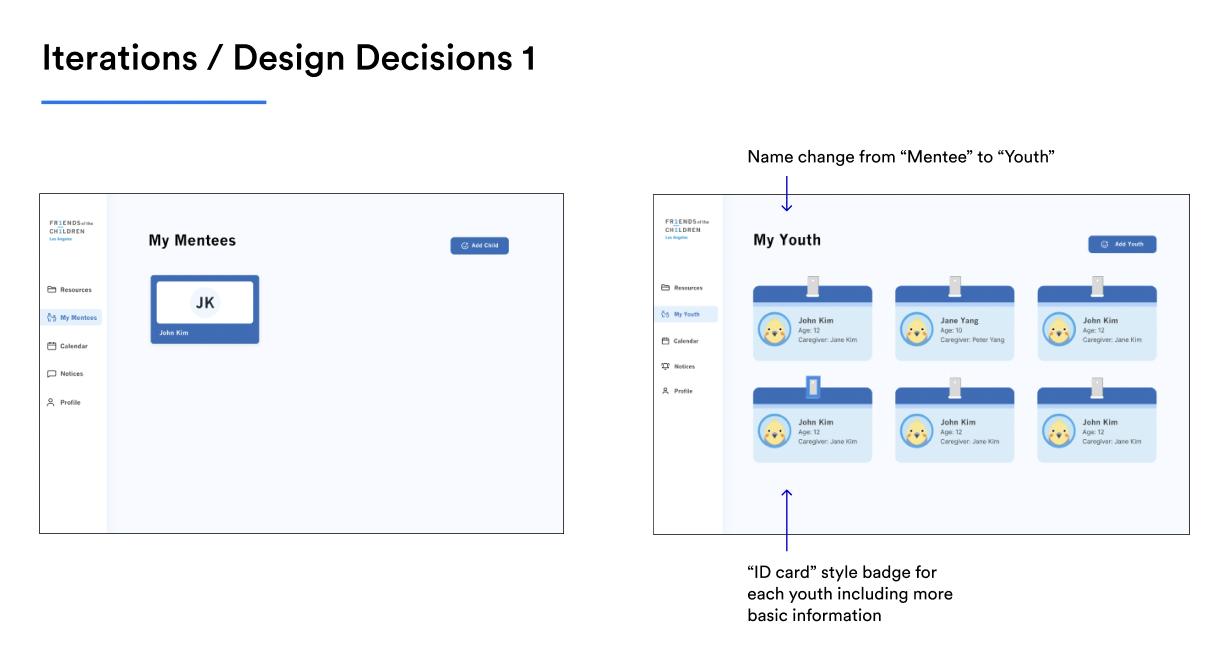 Iterations / Design Decisions 1
FR1ENDS of the
CH1LDREN
Los Angeles
Resources
My Mentees
Calendar
Notices
Profile
My Mentees
Add Child
JK
John Kim
Name change from “Mentee” to “Youth”
FR1ENDS of the
CH1LDREN
Los Angeles
Resources
My Youth
Calendar
Notices
Profile
My Youth
Add Youth
John Kim
Age: 12
Caregiver: Jane Kim
Jane Yang
Age: 10
Caregiver: Peter Yang
John Kim
Age: 12
Caregiver: Jane Kim
John Kim
Age: 12
Caregiver: Jane Kim
John Kim
Age: 12
Caregiver: Jane Kim
John Kim
Age: 12
Caregiver: Jane Kim
“ID card” style badge for
each youth including more
basic information